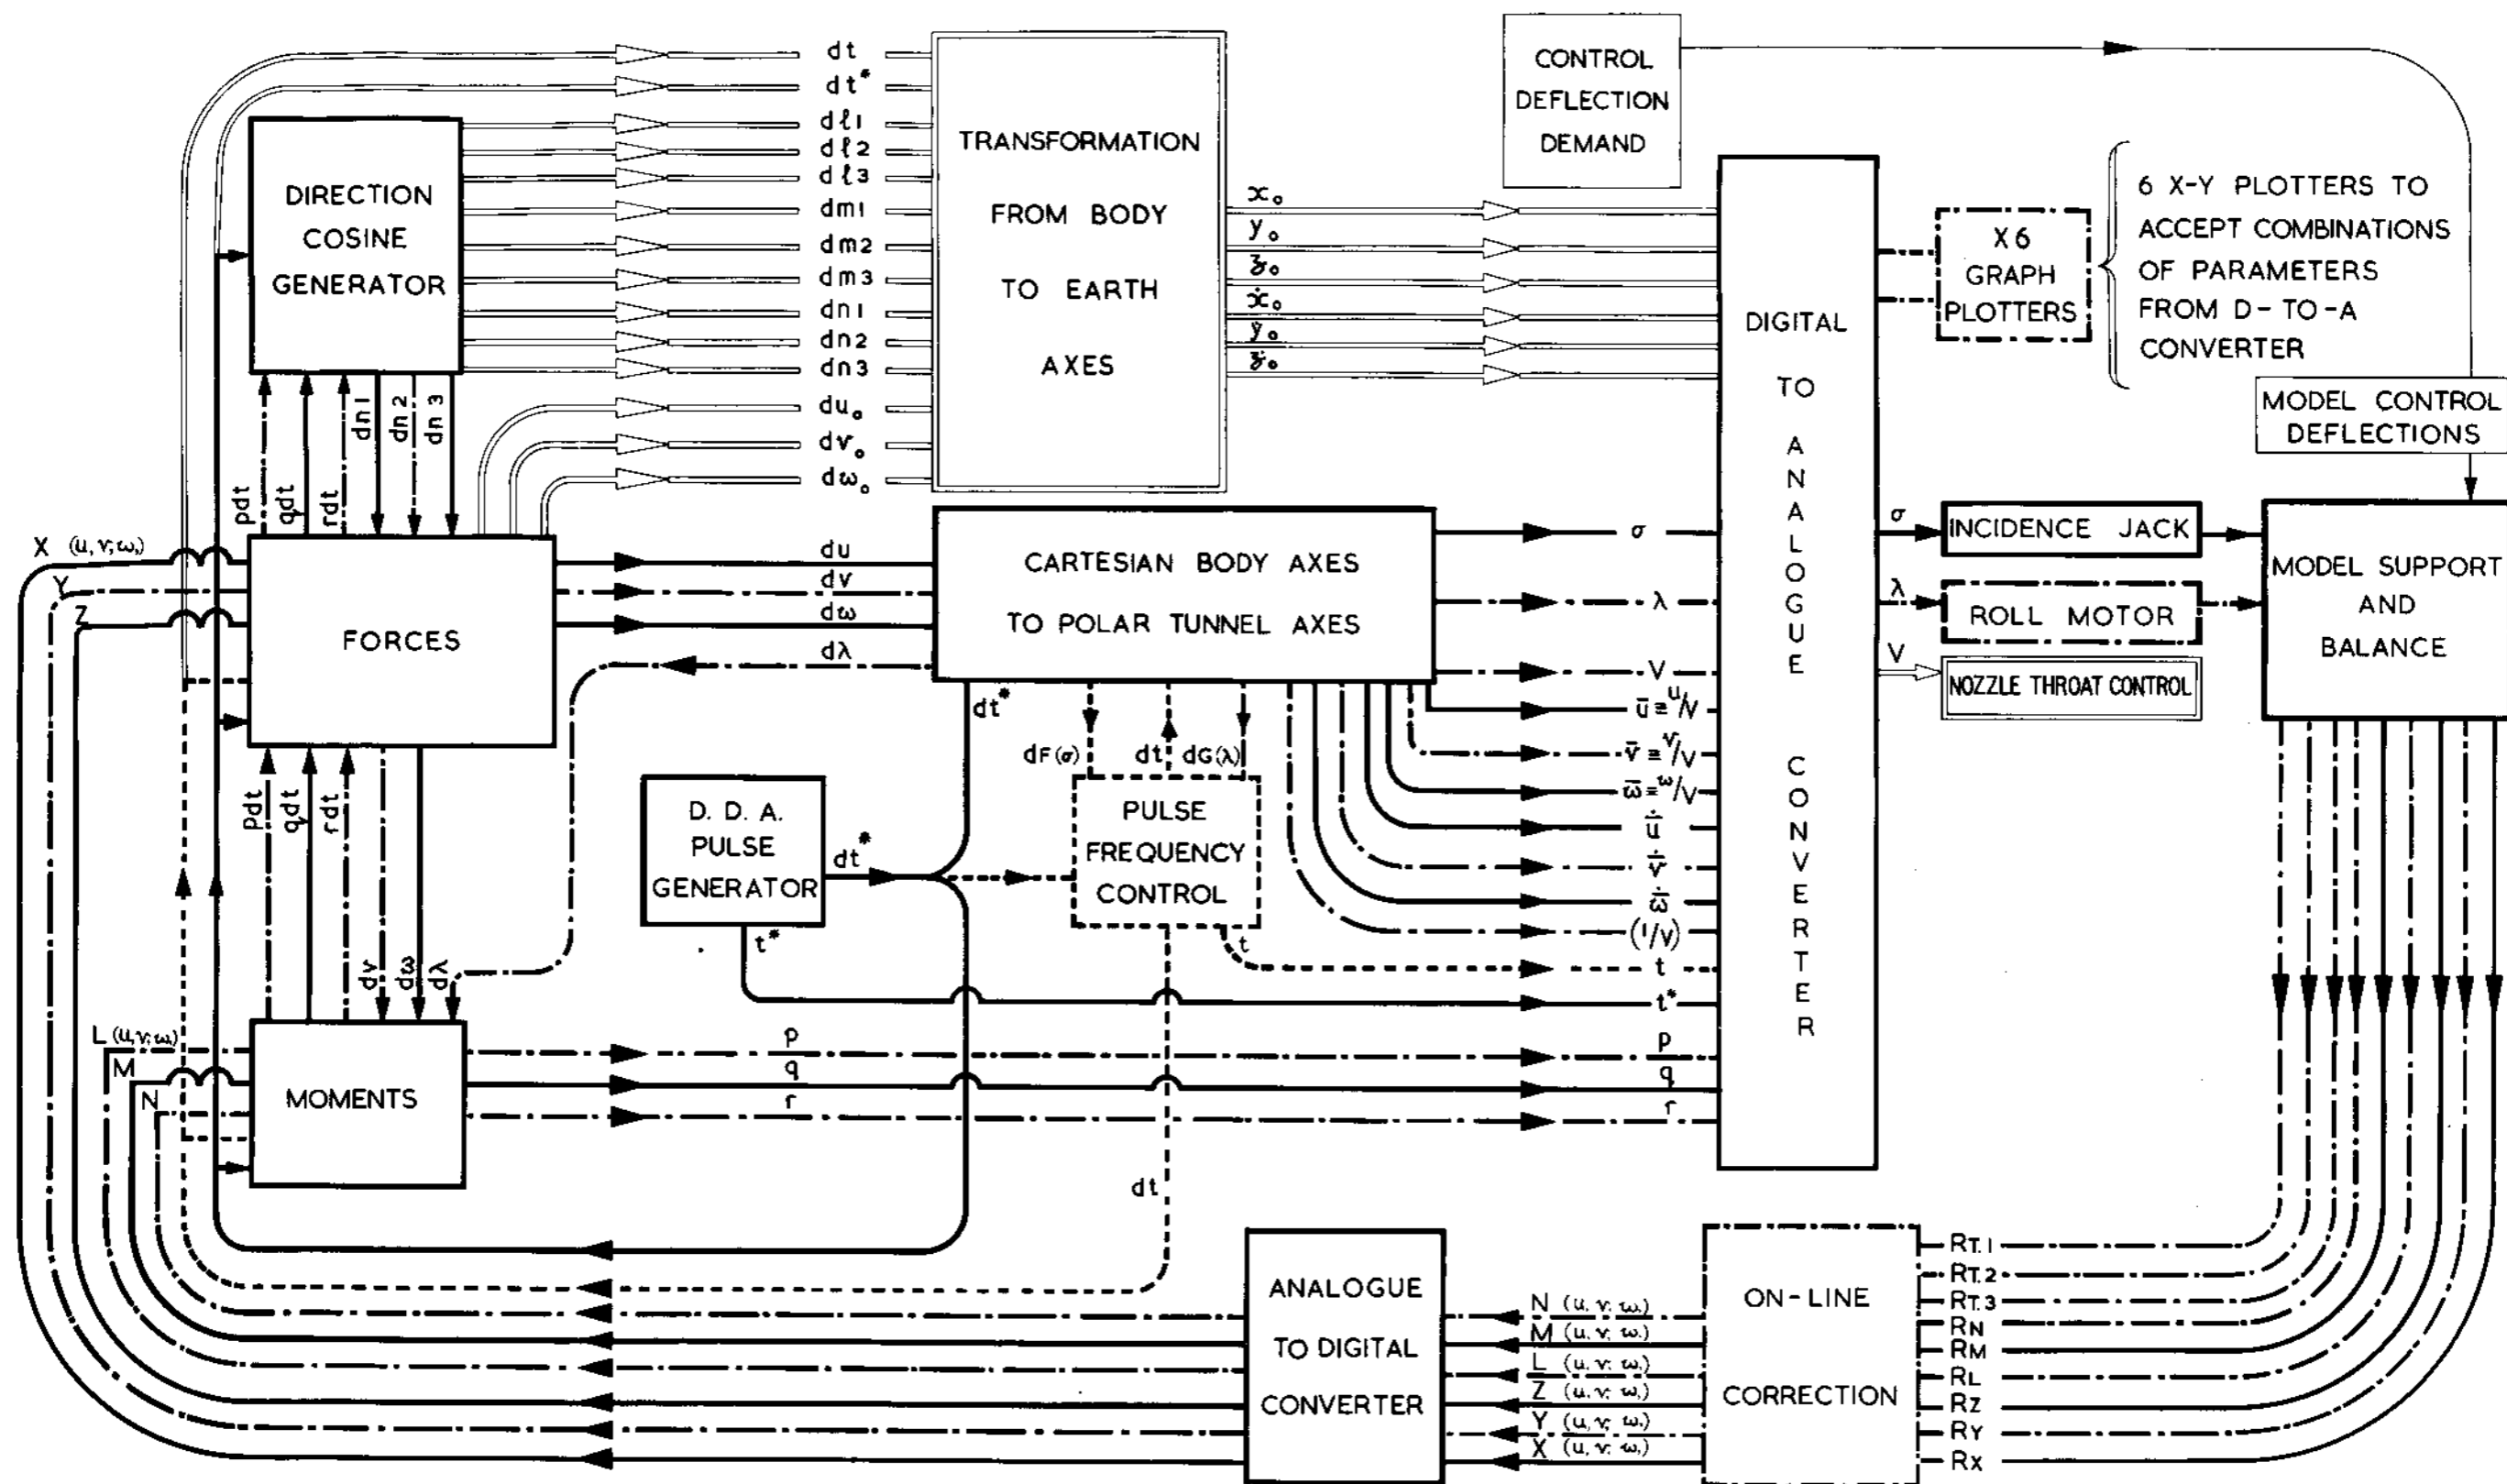 dt
dt*
dℓ1
dℓ2
dℓ3
dm1
dm2
dm3
dn1
dn2
dn3
du₀
dv₀
dω₀
DIRECTION
COSINE
GENERATOR
TRANSFORMATION
FROM BODY
TO EARTH
AXES
CONTROL
DEFLECTION
DEMAND
x₀
y₀
z₀
ẋ₀
ẏ₀
ż₀
DIGITAL
TO
ANALOGUE
CONVERTER
X6
GRAPH
PLOTTERS
6 X-Y PLOTTERS TO
ACCEPT COMBINATIONS
OF PARAMETERS
FROM D-TO-A
CONVERTER
MODEL CONTROL
DEFLECTIONS
pdt
qdt
rdt
dn1
dn2
dn3
X (u,v,ω,)
Y
Z
FORCES
du
dv
dω
dλ
CARTESIAN BODY AXES
TO POLAR TUNNEL AXES
σ
λ
V
ū≡u/V
v̄≡v/V
ω̄≡ω/V
ū̇
v̄̇
ω̄̇
(1/V)
t
t*
p
q
r
σ
INCIDENCE JACK
λ
ROLL MOTOR
V
NOZZLE THROAT CONTROL
MODEL SUPPORT
AND
BALANCE
dt*
dF(σ)
dt
dG(λ)
pdt
qdt
rdt
dv
dω
dλ
D. D. A.
PULSE
GENERATOR
dt*
t*
PULSE
FREQUENCY
CONTROL
t
L (u,v,ω,)
M
N
MOMENTS
p
q
r
dt
ANALOGUE
TO DIGITAL
CONVERTER
N (u,v,ω,)
M (u,v,ω,)
L (u,v,ω,)
Z (u,v,ω,)
Y (u,v,ω,)
X (u,v,ω,)
ON-LINE
CORRECTION
RT.1
RT.2
RT.3
RN
RM
RL
RZ
RY
RX